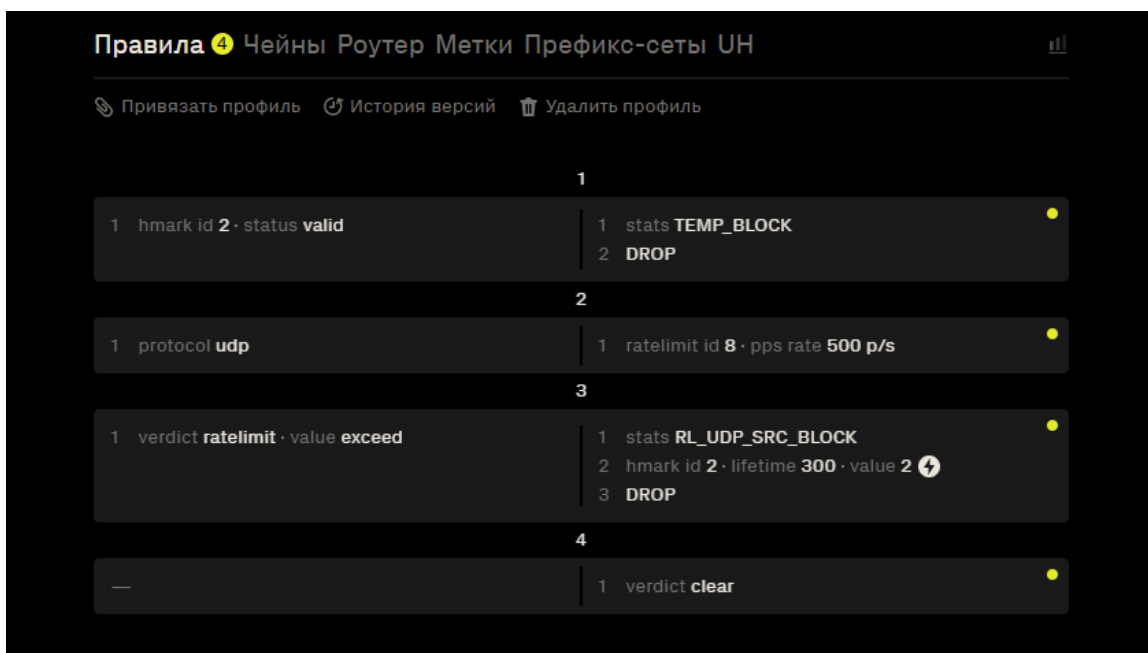 Правила 4 Чейны Роутер Метки Префикс-сеты UH
Привязать профиль История версий Удалить профиль
1
1 hmark id 2 · status valid
1 stats TEMP_BLOCK
2 DROP
2
1 protocol udp
1 ratelimit id 8 · pps rate 500 p/s
3
1 verdict ratelimit · value exceed
1 stats RL_UDP_SRC_BLOCK
2 hmark id 2 · lifetime 300 · value 2
3 DROP
4
—
1 verdict clear